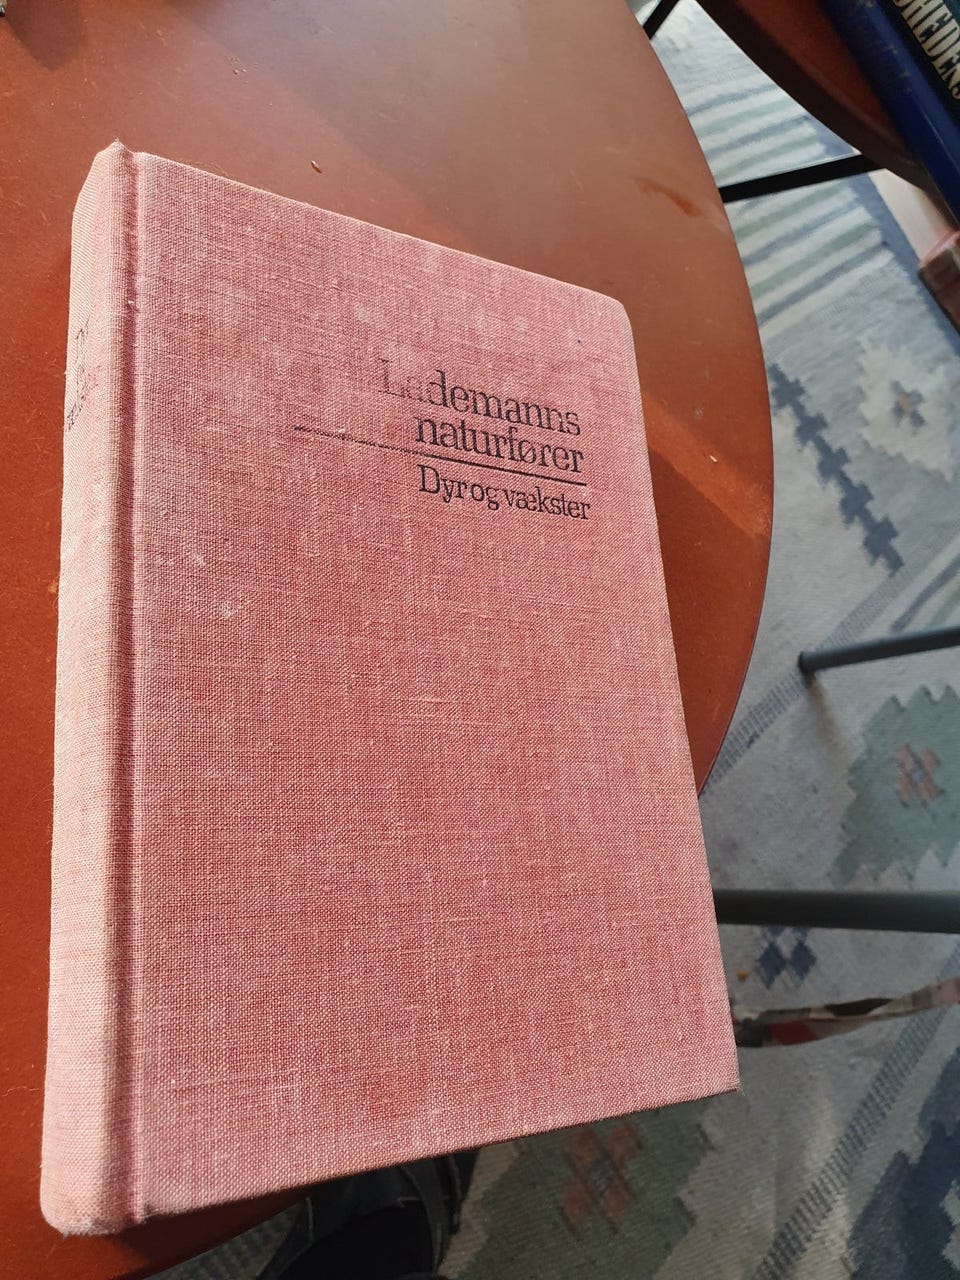 Lademanns
naturfører
Dyr og vækster